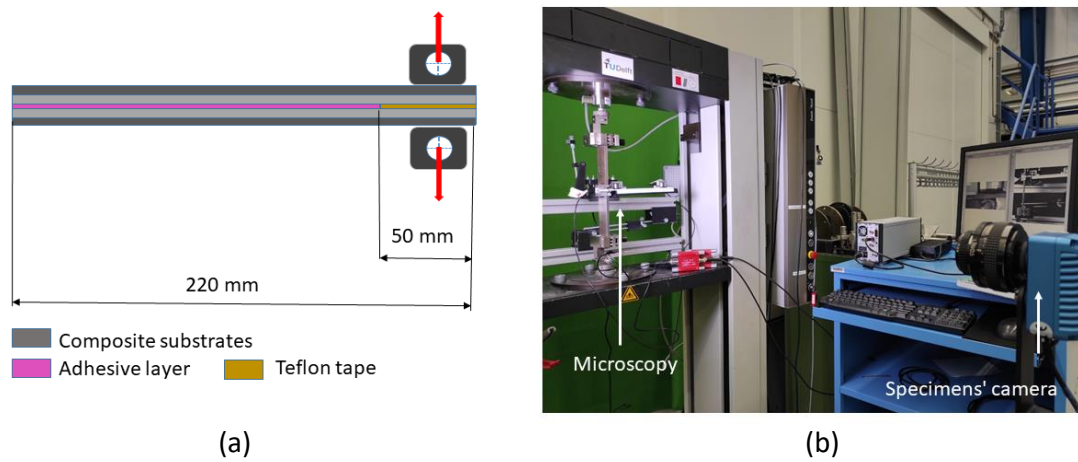 50 mm
220 mm
Composite substrates
Adhesive layer
Teflon tape
(a)
TUDelft
Microscopy
Specimens' camera
(b)